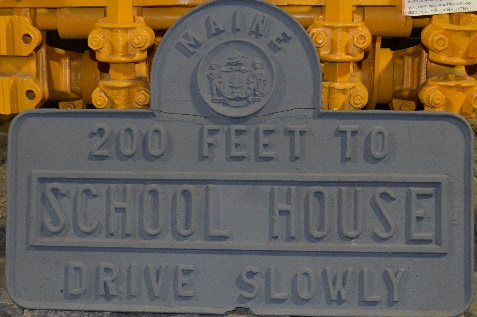 MAINE
200 FEET TO
SCHOOL HOUSE
DRIVE SLOWLY